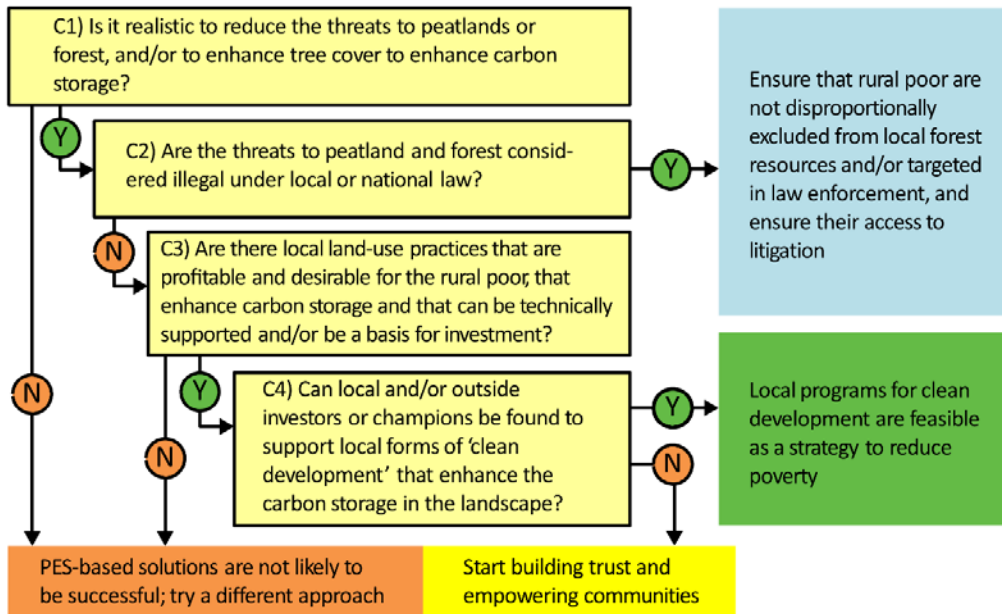 C1) Is it realistic to reduce the threats to peatlands or
forest, and/or to enhance tree cover to enhance carbon
storage?
Y
C2) Are the threats to peatland and forest consid-
ered illegal under local or national law?
Y
Ensure that rural poor are
not disproportionally
excluded from local forest
resources and/or targeted
in law enforcement, and
ensure their access to
litigation
N
C3) Are there local land-use practices that are
profitable and desirable for the rural poor, that
enhance carbon storage and that can be technically
supported and/or be a basis for investment?
N
Y
N
C4) Can local and/or outside
investors or champions be found to
support local forms of ‘clean
development’ that enhance the
carbon storage in the landscape?
Y
N
Local programs for clean
development are feasible
as a strategy to reduce
poverty
PES-based solutions are not likely to
be successful; try a different approach
Start building trust and
empowering communities